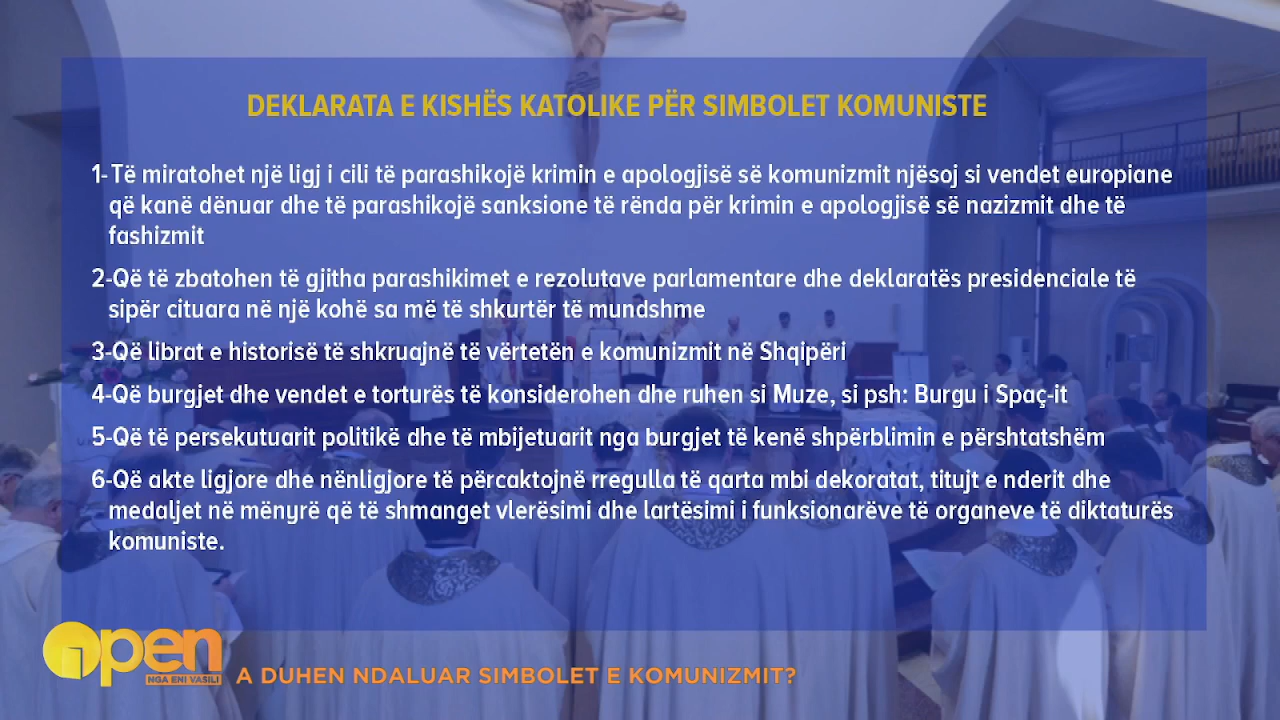 DEKLARATA E KISHËS KATOLIKE PËR SIMBOLET KOMUNISTE
1-Të miratohet një ligj i cili të parashikojë krimin e apologjisë së komunizmit njësoj si vendet europiane
që kanë dënuar dhe të parashikojë sanksione të rënda për krimin e apologjisë së nazizmit dhe të
fashizmit
2-Që të zbatohen të gjitha parashikimet e rezolutave parlamentare dhe deklaratës presidenciale të
sipër cituara në një kohë sa më të shkurtër të mundshme
3-Që librat e historisë të shkruajnë të vërtetën e komunizmit në Shqipëri
4-Që burgjet dhe vendet e torturës të konsiderohen dhe ruhen si Muze, si psh: Burgu i Spaç-it
5-Që të persekutuarit politikë dhe të mbijetuarit nga burgjet të kenë shpërblimin e përshtatshëm
6-Që akte ligjore dhe nënligjore të përcaktojnë rregulla të qarta mbi dekoratat, titujt e nderit dhe
medaljet në mënyrë që të shmanget vlerësimi dhe lartësimi i funksionarëve të organeve të diktaturës
komuniste.
Open
NGA ENI VASILI
A DUHEN NDALUAR SIMBOLET E KOMUNIZMIT?